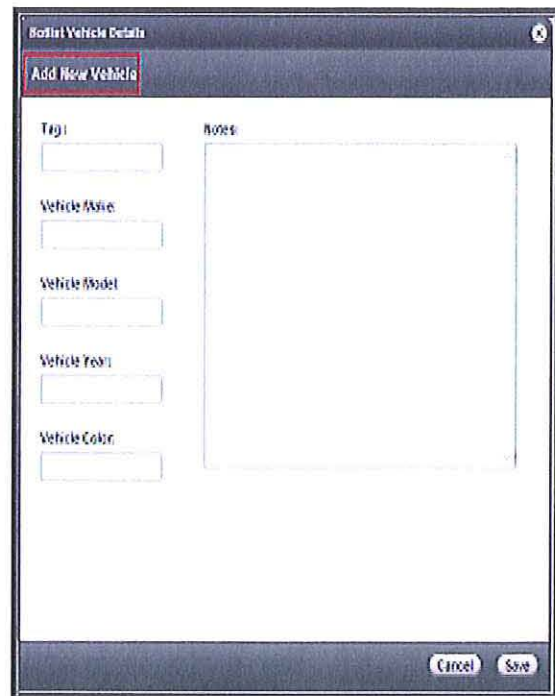 Hotlist Vehicle Details
Add New Vehicle
Tag:
Notes:
Vehicle Make:
Vehicle Model:
Vehicle Year:
Vehicle Color:
Cancel
Save